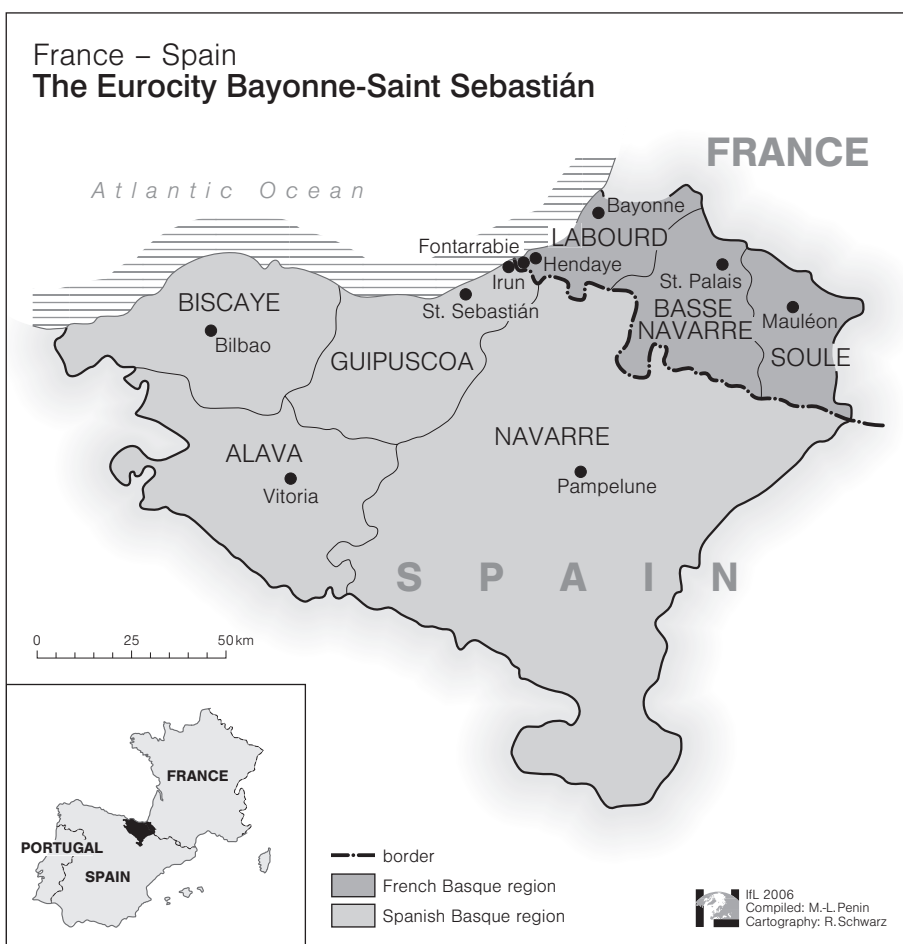 France – Spain
The Eurocity Bayonne-Saint Sebastián
FRANCE
Atlantic Ocean
Bayonne
LABOURD
Fontarrabie
Hendaye
Irun
St. Palais
BISCAYE
St. Sebastián
BASSE
NAVARRE
Mauléon
Bilbao
GUIPUSCOA
SOULE
NAVARRE
ALAVA
Vitoria
Pampelune
SPAIN
0 25 50 km
FRANCE
PORTUGAL
SPAIN
border
French Basque region
Spanish Basque region
IfL 2006
Compiled: M.-L. Penin
Cartography: R. Schwarz